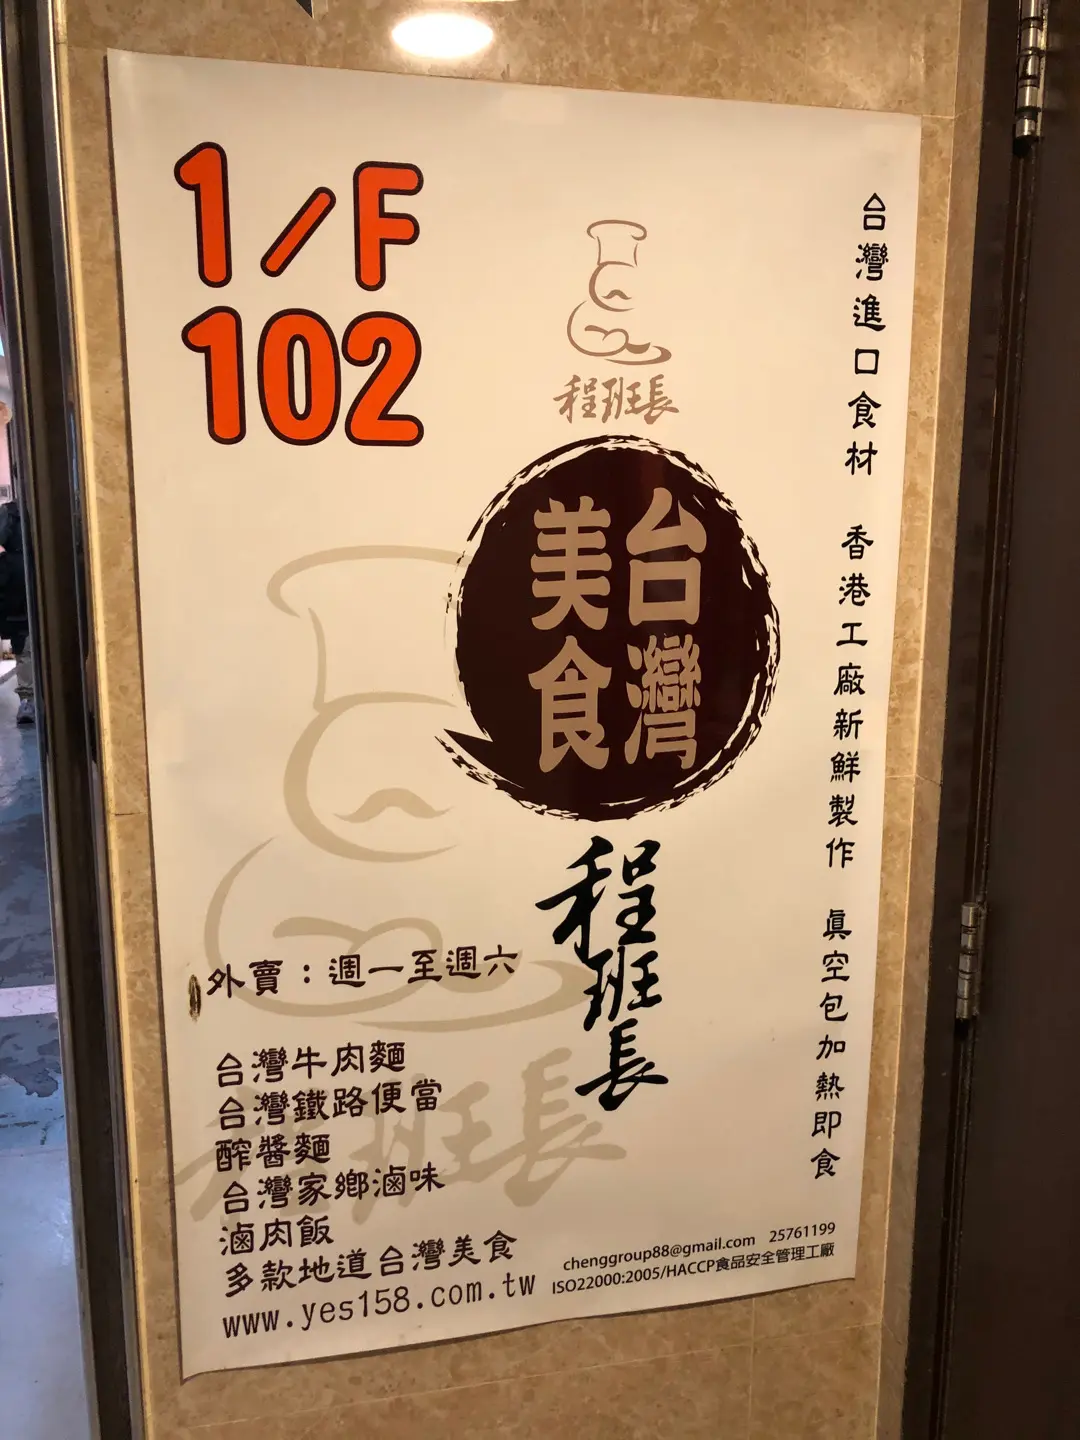 1/F
102
程班長
台灣
美食
程班長
台灣進口食材 香港工廠新鮮製作 真空包加熱即食
外賣：週一至週六
台灣牛肉麵
台灣鐵路便當
醡醬麵
台灣家鄉滷味
滷肉飯
多款地道台灣美食
www.yes158.com.tw
chenggroup88@gmail.com 25761199
ISO22000:2005/HACCP食品安全管理工廠
程班長